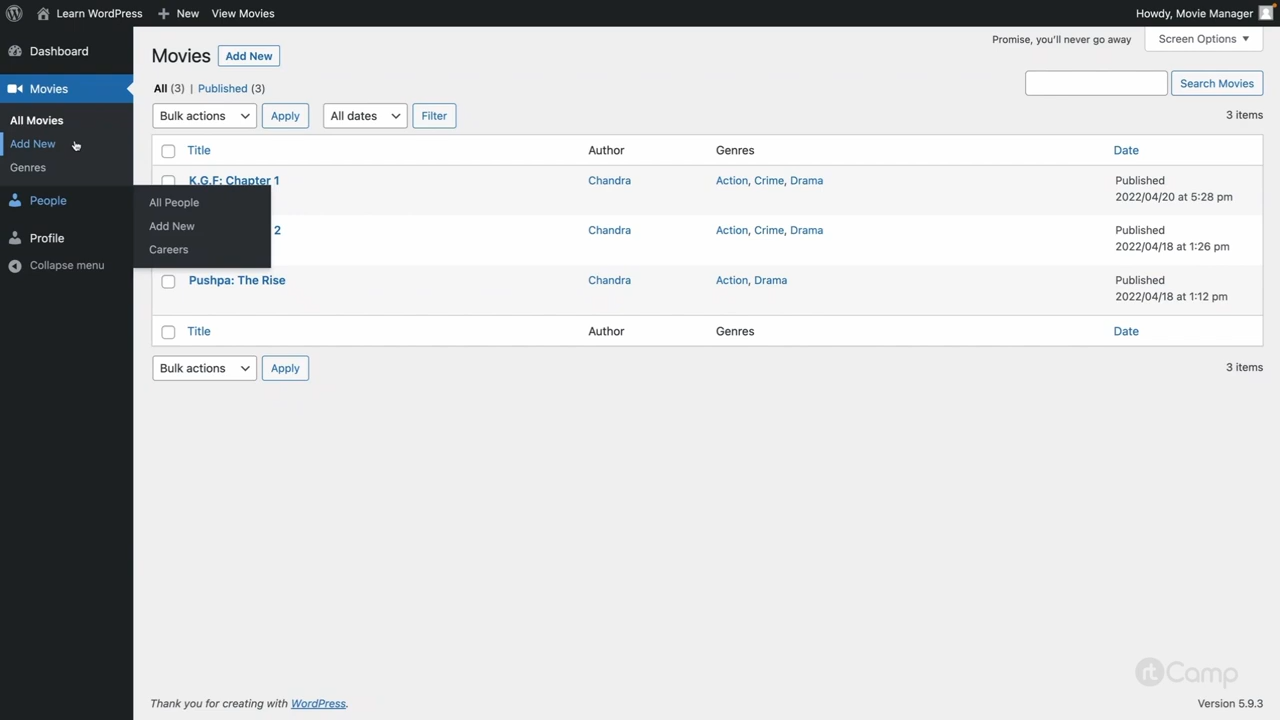 Learn WordPress New View Movies Howdy, Movie Manager
Dashboard
Movies
All Movies
Add New
Genres
People
Profile
Collapse menu
All People
Add New
Careers
Promise, you'll never go away Screen Options
Movies Add New
All (3) | Published (3)
Search Movies
Bulk actions Apply All dates Filter 3 items
Title Author Genres Date
K.G.F: Chapter 1 Chandra Action, Crime, Drama Published
2022/04/20 at 5:28 pm
2 Chandra Action, Crime, Drama Published
2022/04/18 at 1:26 pm
Pushpa: The Rise Chandra Action, Drama Published
2022/04/18 at 1:12 pm
Title Author Genres Date
Bulk actions Apply 3 items
rtCamp
Thank you for creating with WordPress. Version 5.9.3